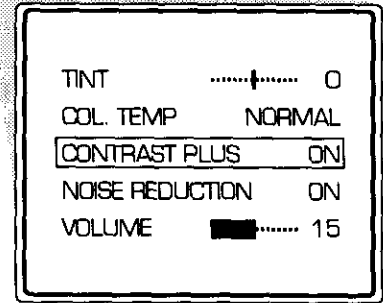 TINT 0
COL. TEMP NORMAL
CONTRAST PLUS ON
NOISE REDUCTION ON
VOLUME 15